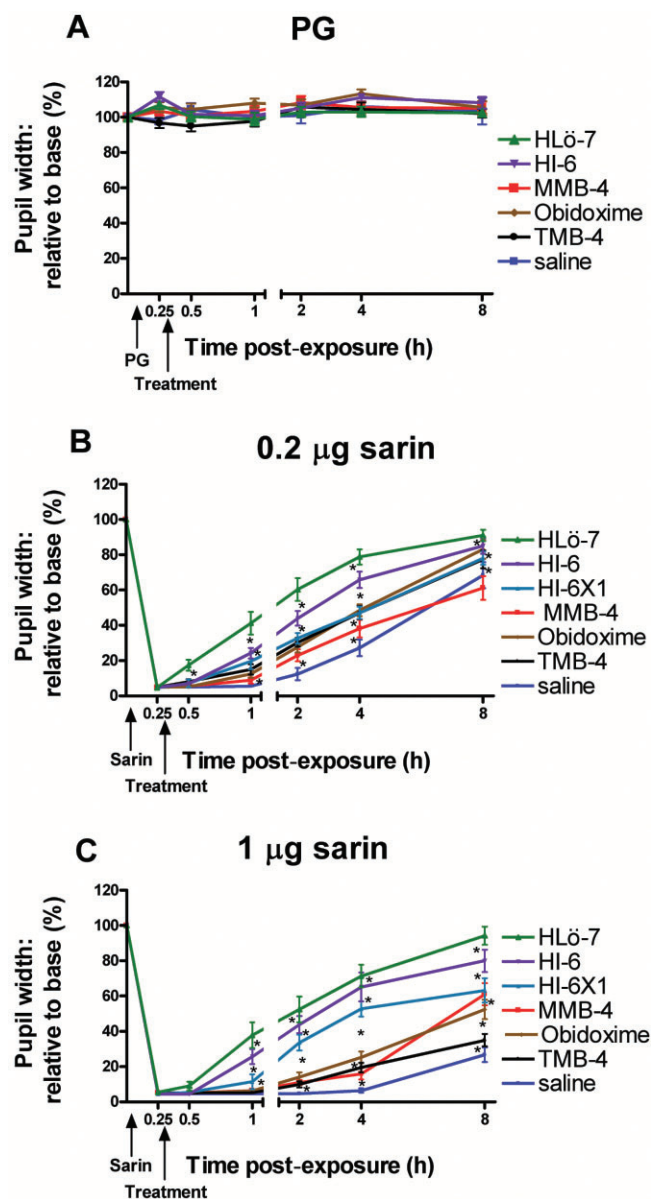 A
PG
Pupil width:
relative to base (%)
120
100
80
60
40
20
0
0.25 0.5 1 2 4 8
PG
Treatment
Time post-exposure (h)
HLö-7
HI-6
MMB-4
Obidoxime
TMB-4
saline
B
0.2 µg sarin
Pupil width:
relative to base (%)
120
100
80
60
40
20
0
0.25 0.5 1 2 4 8
Sarin
Treatment
Time post-exposure (h)
HLö-7
HI-6
HI-6X1
MMB-4
Obidoxime
TMB-4
saline
C
1 µg sarin
Pupil width:
relative to base (%)
120
100
80
60
40
20
0
0.25 0.5 1 2 4 8
Sarin
Treatment
Time post-exposure (h)
HLö-7
HI-6
HI-6X1
MMB-4
Obidoxime
TMB-4
saline